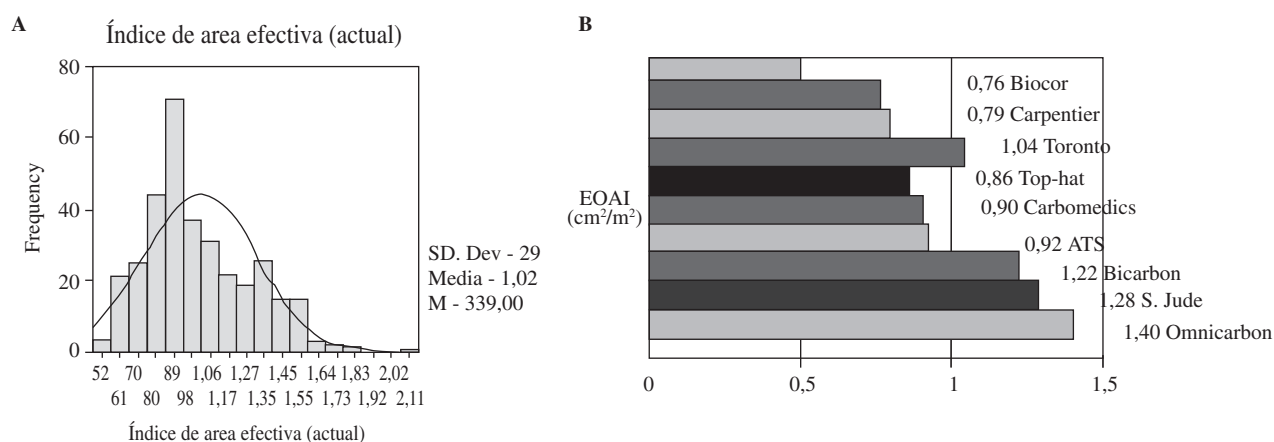 A
Índice de area efectiva (actual)
80
60
40
20
0
Frequency
52 70 89 1,06 1,27 1,45 1,64 1,83 2,02
61 80 98 1,17 1,35 1,55 1,73 1,92 2,11
Índice de area efectiva (actual)
SD. Dev - 29
Media - 1,02
M - 339,00
B
EOAI
(cm²/m²)
0,76 Biocor
0,79 Carpentier
1,04 Toronto
0,86 Top-hat
0,90 Carbomedics
0,92 ATS
1,22 Bicarbon
1,28 S. Jude
1,40 Omnicarbon
0 0,5 1 1,5